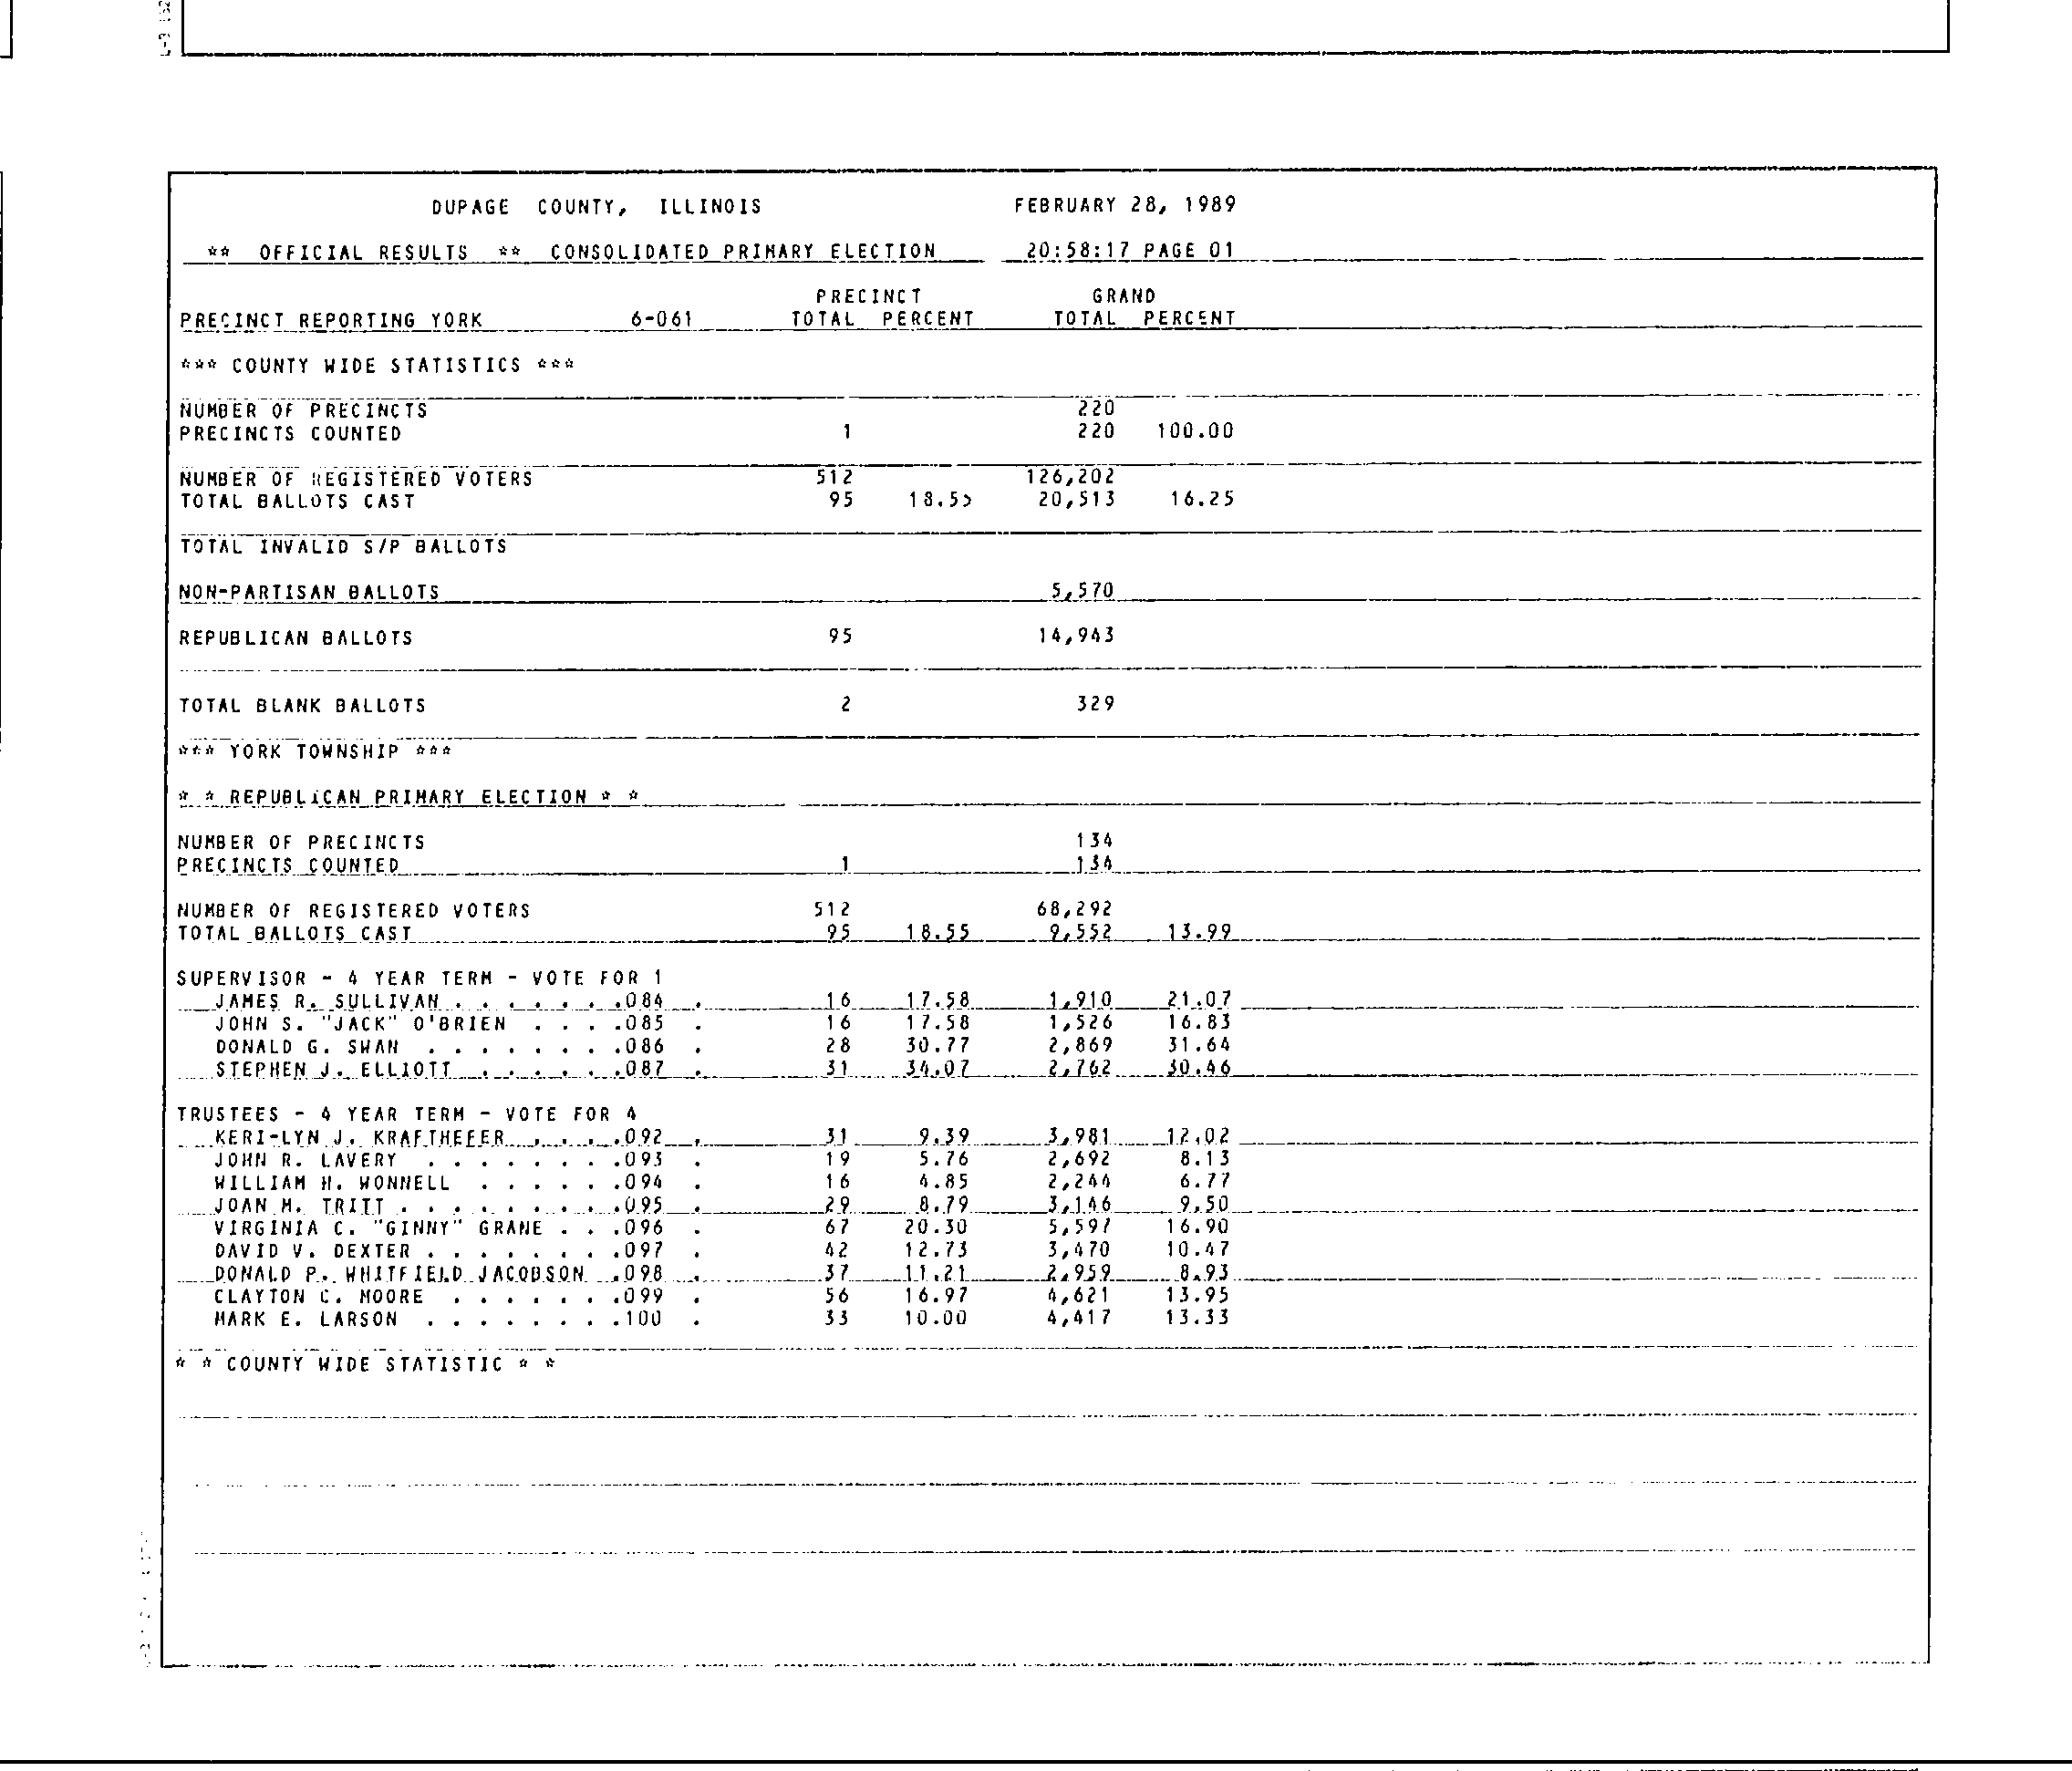 DUPAGE COUNTY, ILLINOIS FEBRUARY 28, 1989
** OFFICIAL RESULTS ** CONSOLIDATED PRIMARY ELECTION 20:58:17 PAGE 01
PRECINCT GRAND
PRECINCT REPORTING YORK 6-061 TOTAL PERCENT TOTAL PERCENT
*** COUNTY WIDE STATISTICS ***
NUMBER OF PRECINCTS 220
PRECINCTS COUNTED 1 220 100.00
NUMBER OF REGISTERED VOTERS 512 126,202
TOTAL BALLOTS CAST 95 18.55 20,513 16.25
TOTAL INVALID S/P BALLOTS
NON-PARTISAN BALLOTS 5,570
REPUBLICAN BALLOTS 95 14,943
TOTAL BLANK BALLOTS 2 329
*** YORK TOWNSHIP ***
* * REPUBLICAN PRIMARY ELECTION * *
NUMBER OF PRECINCTS 134
PRECINCTS COUNTED 1 134
NUMBER OF REGISTERED VOTERS 512 68,292
TOTAL BALLOTS CAST 95 18.55 9,552 13.99
SUPERVISOR - 4 YEAR TERM - VOTE FOR 1
JAMES R. SULLIVAN . . . . . . .084 . 16 17.58 1,910 21.07
JOHN S. "JACK" O'BRIEN . . . .085 . 16 17.58 1,526 16.83
DONALD G. SWAN . . . . . . . .086 . 28 30.77 2,869 31.64
STEPHEN J. ELLIOTT . . . . . .087 . 31 34.07 2,762 30.46
TRUSTEES - 4 YEAR TERM - VOTE FOR 4
KERI-LYN J. KRAFTHEFER . . . .092 . 31 9.39 3,981 12.02
JOHN R. LAVERY . . . . . . . .093 . 19 5.76 2,692 8.13
WILLIAM H. WONNELL . . . . . .094 . 16 4.85 2,244 6.77
JOAN M. TRITT . . . . . . . . .095 . 29 8.79 3,146 9.50
VIRGINIA C. "GINNY" GRANE . . .096 . 67 20.30 5,597 16.90
DAVID V. DEXTER . . . . . . . .097 . 42 12.73 3,470 10.47
DONALD P. WHITFIELD JACOBSON .098 . 37 11.21 2,959 8.93
CLAYTON C. MOORE . . . . . . .099 . 56 16.97 4,621 13.95
MARK E. LARSON . . . . . . . .100 . 33 10.00 4,417 13.33
* * COUNTY WIDE STATISTIC * *